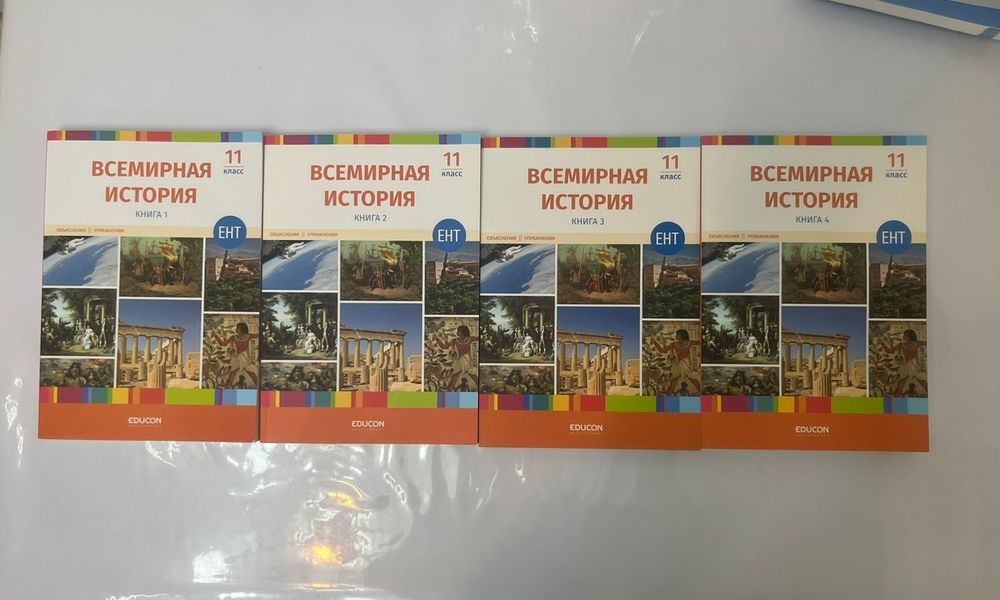 ВСЕМИРНАЯ
ИСТОРИЯ
КНИГА 1
11
класс
ОБЪЯСНЕНИЯ || УПРАЖНЕНИЯ
ЕНТ
EDUCON
ВСЕМИРНАЯ
ИСТОРИЯ
КНИГА 2
11
класс
ОБЪЯСНЕНИЯ || УПРАЖНЕНИЯ
ЕНТ
EDUCON
ВСЕМИРНАЯ
ИСТОРИЯ
КНИГА 3
11
класс
ОБЪЯСНЕНИЯ || УПРАЖНЕНИЯ
ЕНТ
EDUCON
ВСЕМИРНАЯ
ИСТОРИЯ
КНИГА 4
11
класс
ОБЪЯСНЕНИЯ || УПРАЖНЕНИЯ
ЕНТ
EDUCON